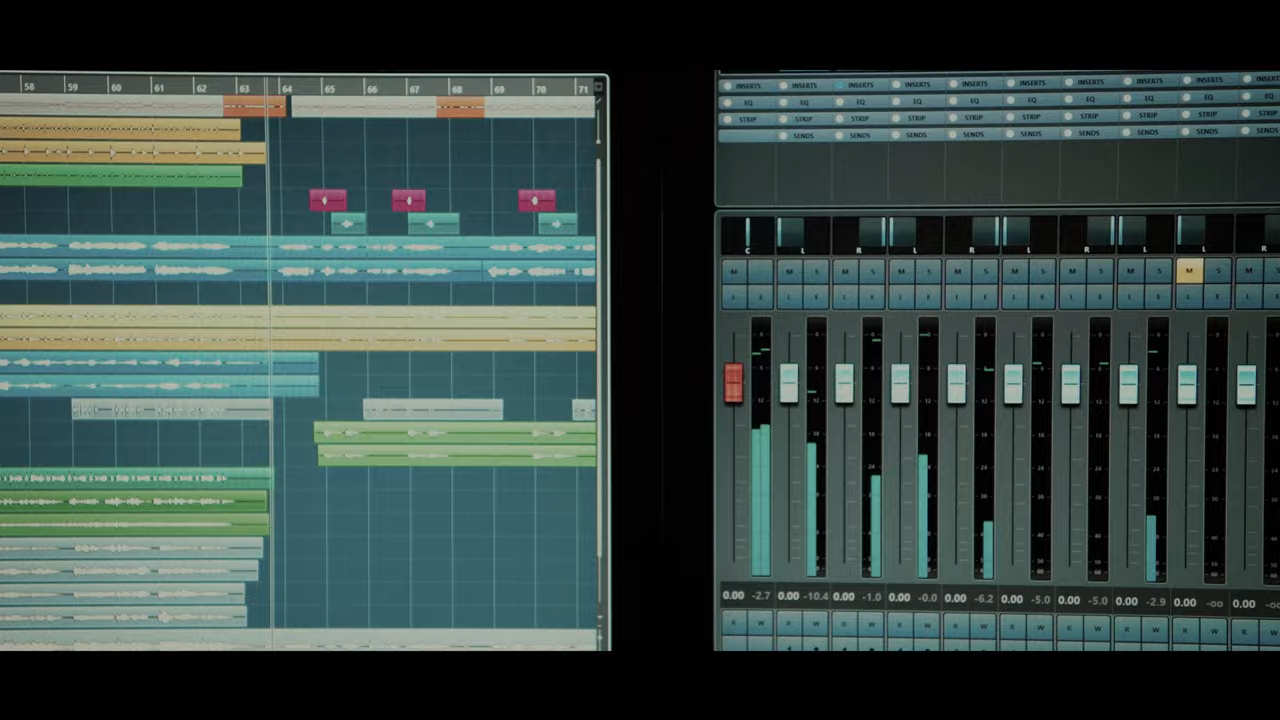 58 59 60 61 62 63 64 65 66 67 68 69 70 71
INSERTS INSERTS INSERTS INSERTS INSERTS INSERTS INSERTS INSERTS INSERTS INSERTS
EQ EQ EQ EQ EQ EQ EQ EQ EQ EQ
STRIP STRIP STRIP STRIP STRIP STRIP STRIP STRIP STRIP STRIP
SENDS SENDS SENDS SENDS SENDS SENDS SENDS SENDS SENDS
C L R L R L R L L R
M S M S M S M S M S M S M S M S M S M
L E L E L E L E L E L E L E L E L E L
0.00 -2.7 0.00 -10.4 0.00 -1.0 0.00 -0.0 0.00 -6.2 0.00 -5.0 0.00 -5.0 0.00 -2.9 0.00 -oo 0.00
R W R W R W R W R W R W R W R W R W R W